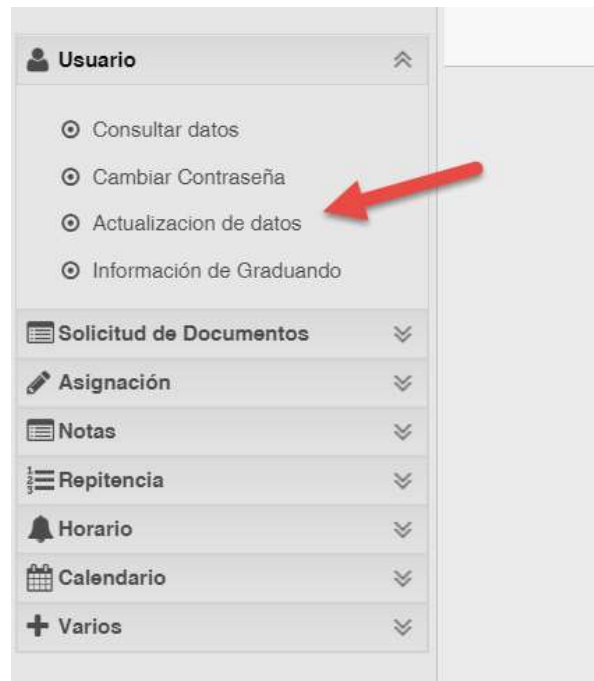 Usuario
Consultar datos
Cambiar Contraseña
Actualizacion de datos
Información de Graduando
Solicitud de Documentos
Asignación
Notas
Repitencia
Horario
Calendario
Varios